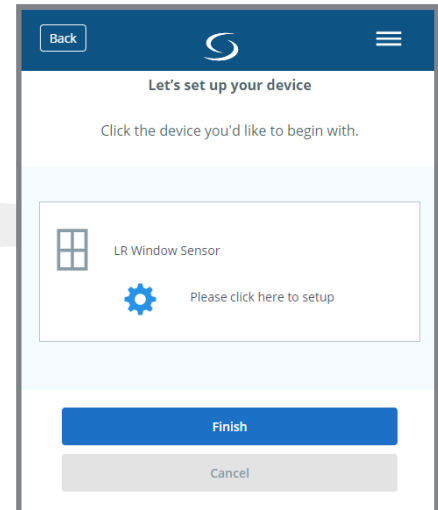 Back
Let's set up your device
Click the device you'd like to begin with.
LR Window Sensor
Please click here to setup
Finish
Cancel